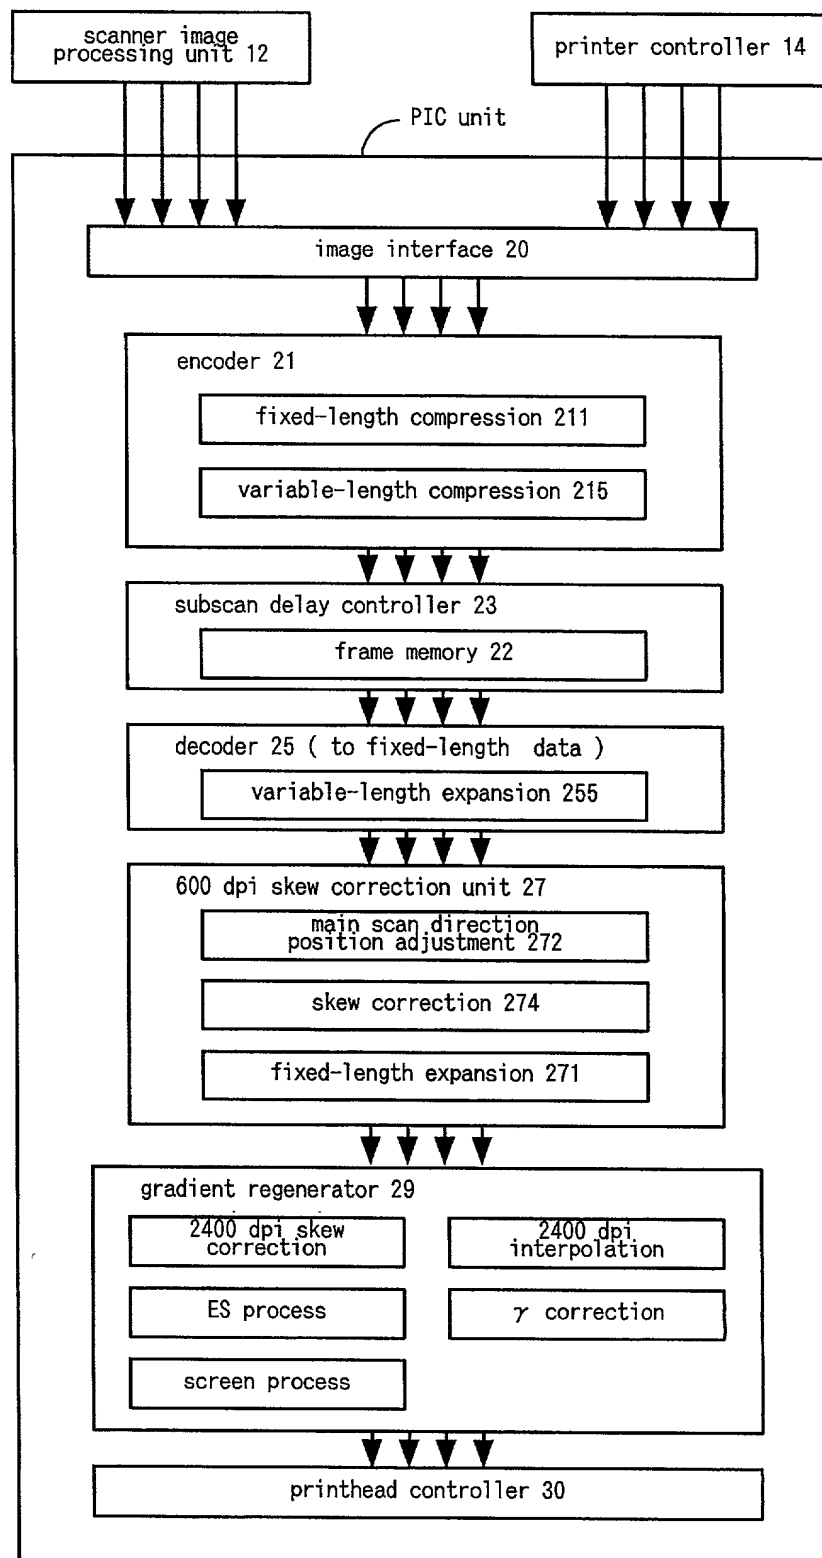 scanner image
processing unit 12
printer controller 14
PIC unit
image interface 20
encoder 21
fixed-length compression 211
variable-length compression 215
subscan delay controller 23
frame memory 22
decoder 25 ( to fixed-length data )
variable-length expansion 255
600 dpi skew correction unit 27
main scan direction
position adjustment 272
skew correction 274
fixed-length expansion 271
gradient regenerator 29
2400 dpi skew
correction
2400 dpi
interpolation
ES process
γ correction
screen process
printhead controller 30